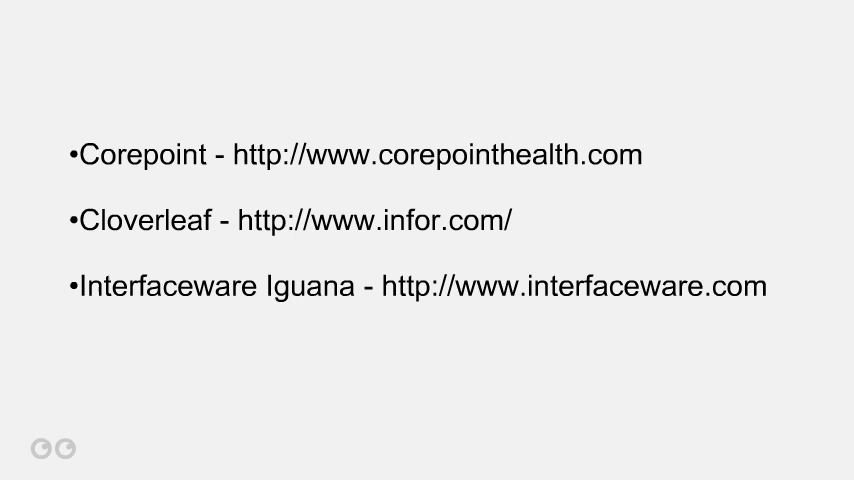 •Corepoint - http://www.corepointhealth.com
•Cloverleaf - http://www.infor.com/
•Interfaceware Iguana - http://www.interfaceware.com